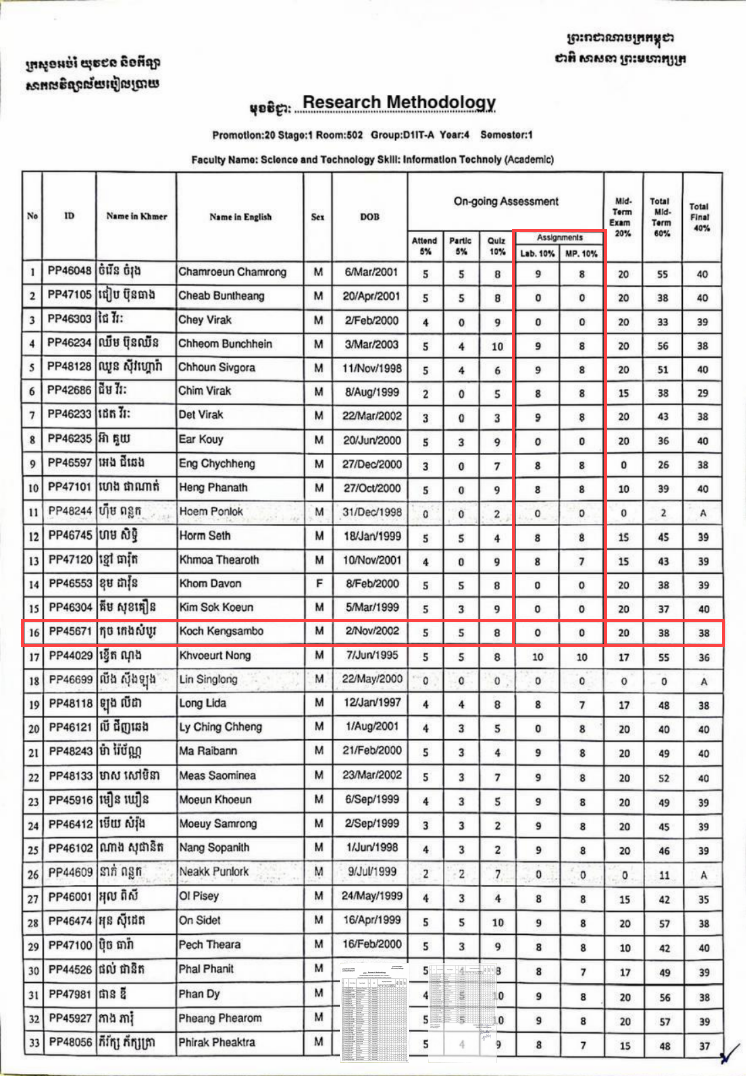 ព្រះរាជាណាចក្រកម្ពុជា
ជាតិ សាសនា ព្រះមហាក្សត្រ
ក្រសួងអប់រំ យុវជន និងកីឡា
សាកលវិទ្យាល័យបៀលប្រាយ
មុខវិជ្ជា: Research Methodology
Promotion:20 Stage:1 Room:502 Group:D1IT-A Year:4 Semester:1
Faculty Name: Science and Technology Skill: Information Technoly (Academic)
No ID Name in Khmer Name in English Sex DOB On-going Assessment Mid-Term Exam 20% Total Mid-Term 60% Total Final 40%
Attend 5% Partic 5% Quiz 10% Assignments
Lab. 10% MP. 10%
1 PP46048 ចំរើន ចំរុង Chamroeun Chamrong M 6/Mar/2001 5 5 8 9 8 20 55 40
2 PP47105 ជៀប ប៊ុនធាង Cheab Buntheang M 20/Apr/2001 5 5 8 0 0 20 38 40
3 PP46303 ជៃ វីរៈ Chey Virak M 2/Feb/2000 4 0 9 0 0 20 33 39
4 PP46234 ឈឹម ប៊ុនឈីន Chheom Bunchhein M 3/Mar/2003 5 4 10 9 8 20 56 38
5 PP48128 ឈួន ស៊ីវហ្គោរ៉ា Chhoun Sivgora M 11/Nov/1998 5 4 6 9 8 20 51 40
6 PP42686 ជឹម វីរៈ Chim Virak M 8/Aug/1999 2 0 5 8 8 15 38 29
7 PP46233 ដេត វីរៈ Det Virak M 22/Mar/2002 3 0 3 9 8 20 43 38
8 PP46235 អ៊ា គួយ Ear Kouy M 20/Jun/2000 5 3 9 0 0 20 36 40
9 PP46597 អេង ជីឆេង Eng Chychheng M 27/Dec/2000 3 0 7 8 8 0 26 38
10 PP47101 ហេង ផាណាត់ Heng Phanath M 27/Oct/2000 5 0 9 8 8 10 39 40
11 PP48244 ហ៊ឹម ពន្លក Hoem Ponlok M 31/Dec/1998 0 0 2 0 0 0 2 A
12 PP46745 ហម សិទ្ធិ Horm Seth M 18/Jan/1999 5 5 4 8 8 15 45 39
13 PP47120 ខ្មៅ ធារ៉ុត Khmoa Thearoth M 10/Nov/2001 4 0 9 8 7 15 43 39
14 PP46553 ខុម ដាវ៉ុន Khom Davon F 8/Feb/2000 5 5 8 0 0 20 38 39
15 PP46304 គឹម សុខគឿន Kim Sok Koeun M 5/Mar/1999 5 3 9 0 0 20 37 40
16 PP45671 កុច កេងសំបូរ Koch Kengsambo M 2/Nov/2002 5 5 8 0 0 20 38 38
17 PP44029 ខ្វើត ណុង Khvoeurt Nong M 7/Jun/1995 5 5 8 10 10 17 55 36
18 PP46699 លីង ស៊ីងឡុង Lin Singlong M 22/May/2000 0 0 0 0 0 0 0 A
19 PP48118 ឡុង លីដា Long Lida M 12/Jan/1997 4 4 8 8 7 17 48 38
20 PP46121 លី ជីញឆេង Ly Ching Chheng M 1/Aug/2001 4 3 5 0 8 20 40 40
21 PP48243 ម៉ា រ៉ៃប័ណ្ណ Ma Raibann M 21/Feb/2000 5 3 4 9 8 20 49 40
22 PP48133 មាស សៅមិនា Meas Saominea M 23/Mar/2002 5 3 7 9 8 20 52 40
23 PP45916 មឿន ឃឿន Moeun Khoeun M 6/Sep/1999 4 3 5 9 8 20 49 39
24 PP46412 មើយ សំរ៉ុង Moeuy Samrong M 2/Sep/1999 3 3 2 9 8 20 45 39
25 PP46102 ណាង សុផានិត Nang Sopanith M 1/Jun/1998 4 3 2 9 8 20 46 39
26 PP44609 នាក់ ពន្លក Neakk Punlork M 9/Jul/1999 2 2 7 0 0 0 11 A
27 PP46001 អុល ពិសី Ol Pisey M 24/May/1999 4 3 4 8 8 15 42 35
28 PP46474 អុន ស៊ីដេត On Sidet M 16/Apr/1999 5 5 10 9 8 20 57 38
29 PP47100 ប៉ិច ធារ៉ា Pech Theara M 16/Feb/2000 5 3 9 8 8 10 42 40
30 PP44526 ផល់ ផានិត Phal Phanit M 5 4 8 8 7 17 49 39
31 PP47981 ផាន ឌី Phan Dy M 4 5 10 9 8 20 56 38
32 PP45927 ភាង ភារុំ Pheang Phearom M 5 5 10 9 8 20 57 39
33 PP48056 ភីរ័ក្ស ភ័ក្សត្រា Phirak Pheaktra M 5 4 9 8 7 15 48 37